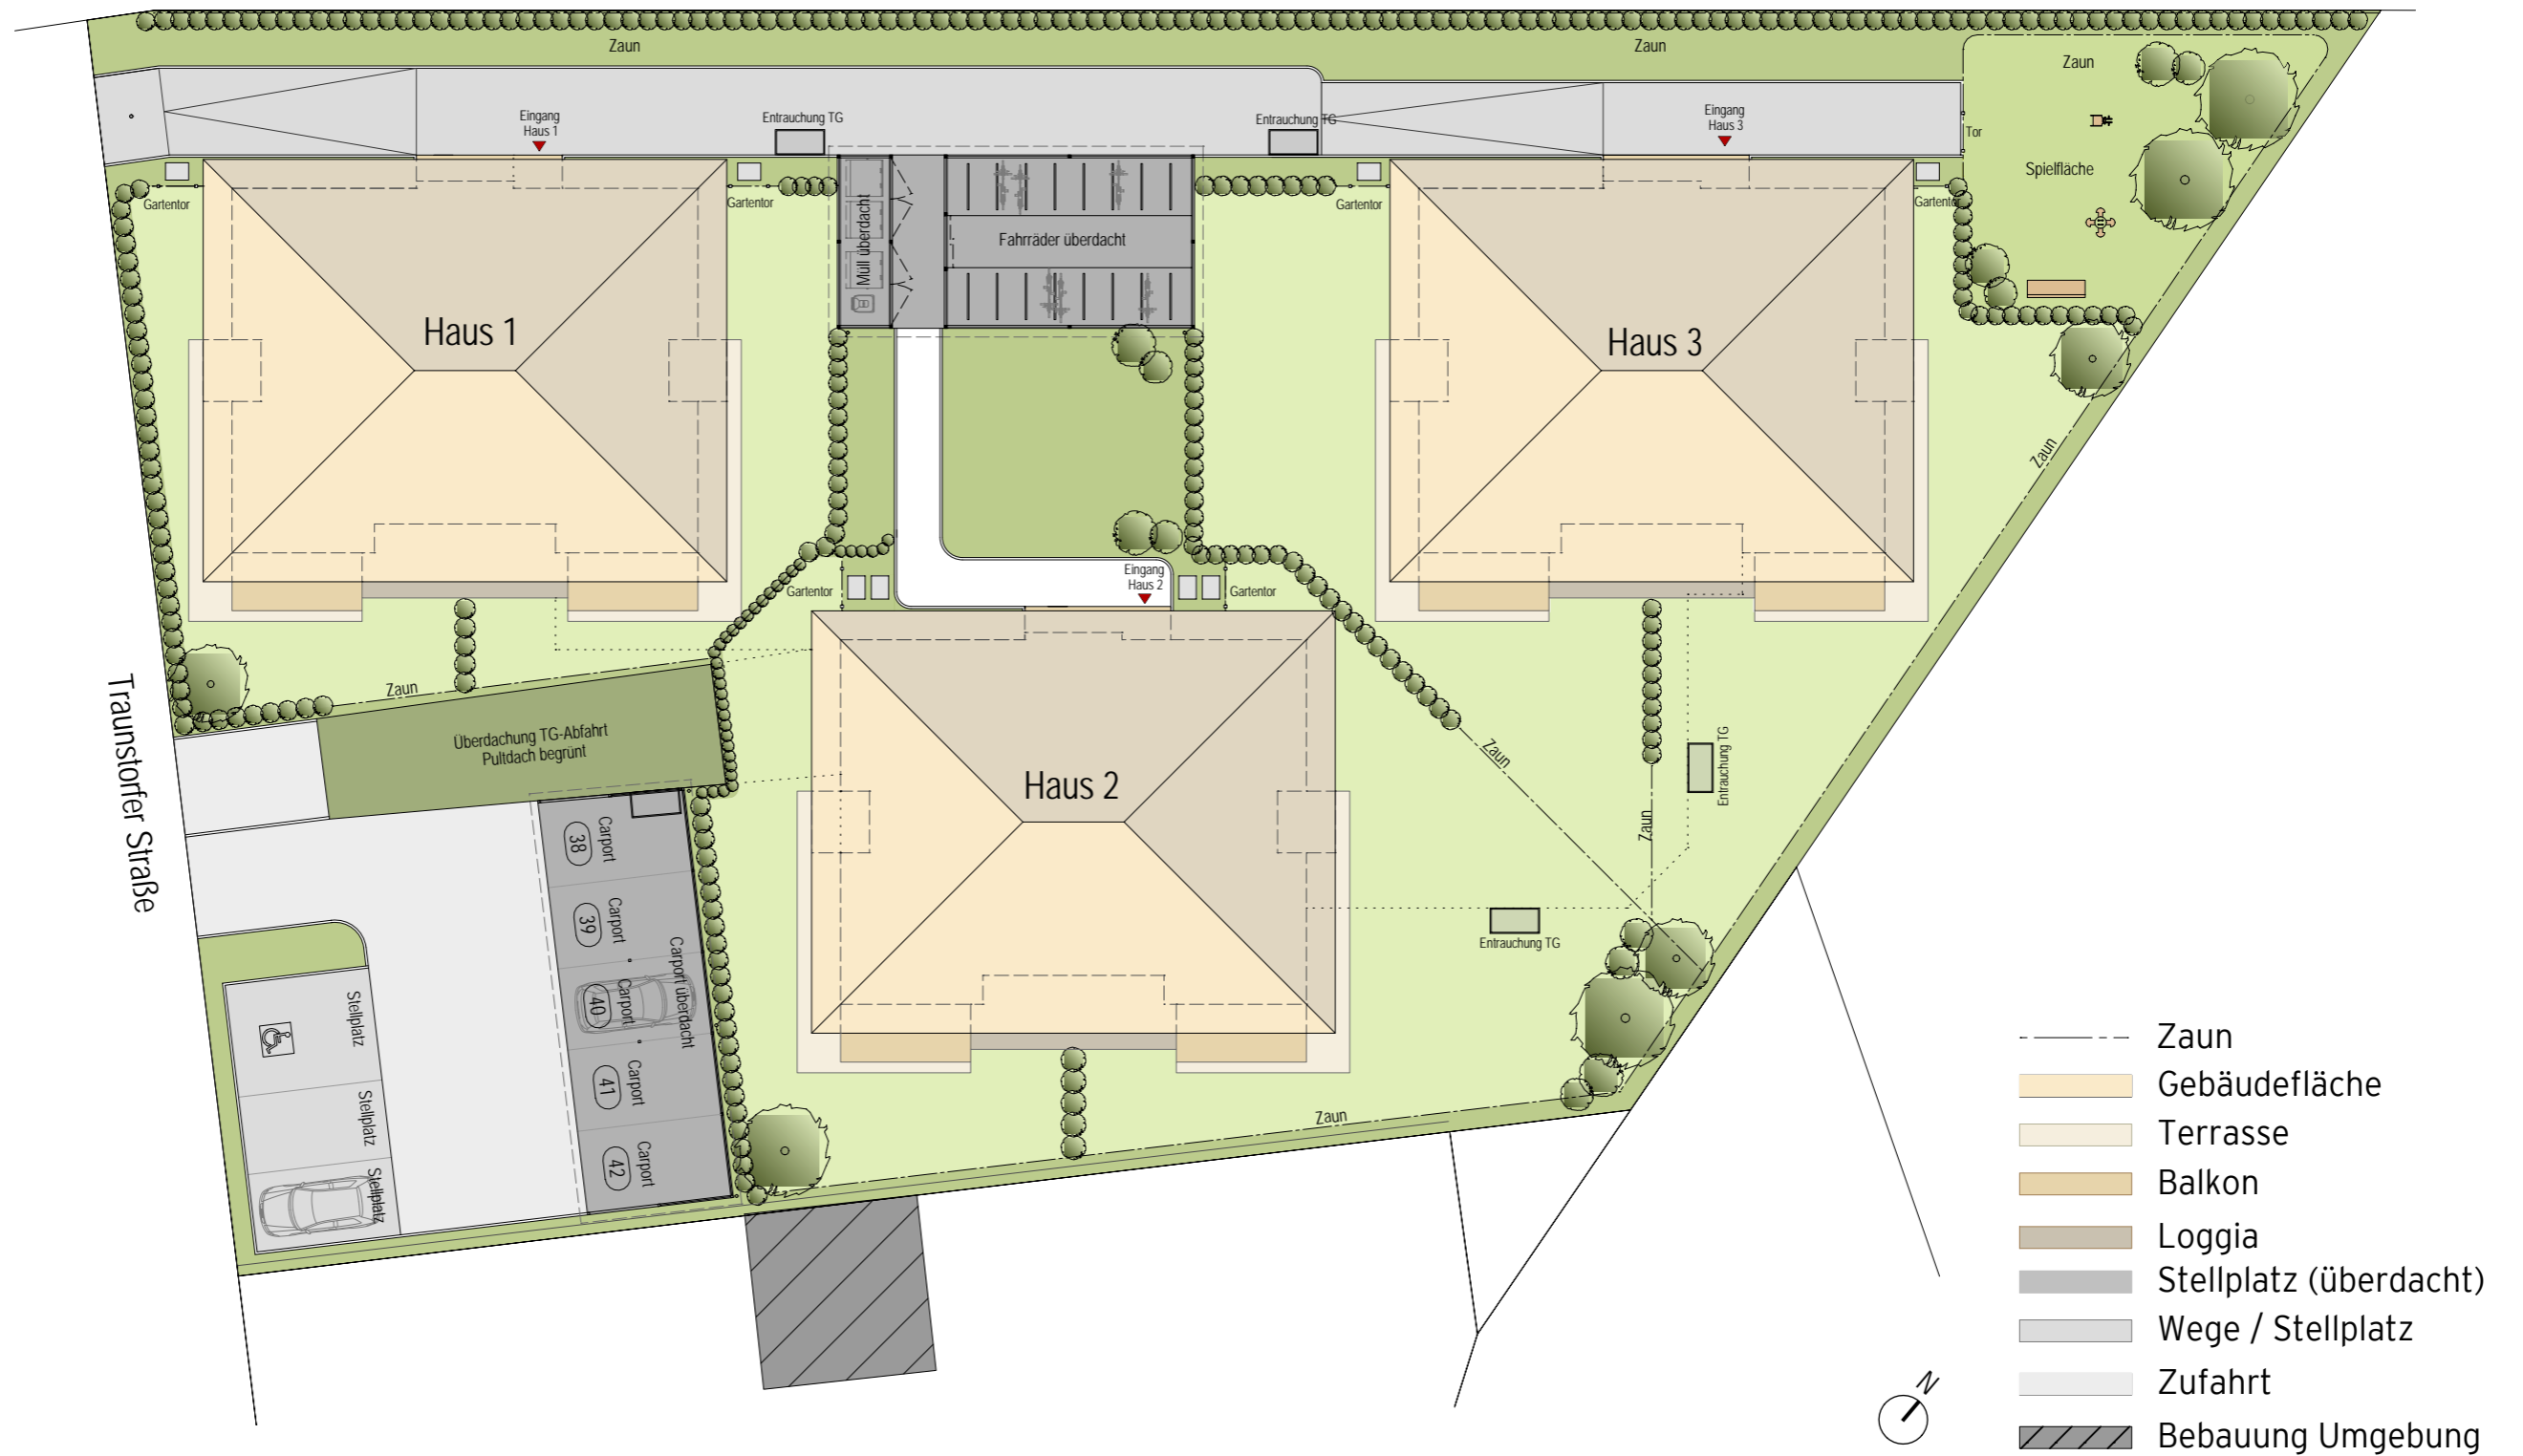 Zaun
Zaun
Zaun
Eingang
Haus 1
Entrauchung TG
Entrauchung TG
Eingang
Haus 3
Tor
Spielfläche
Gartentor
Gartentor
Müll überdacht
Fahrräder überdacht
Gartentor
Gartentor
Haus 1
Haus 3
Zaun
Eingang
Haus 2
Gartentor
Gartentor
Zaun
Traunstorfer Straße
Überdachung TG-Abfahrt
Pultdach begrünt
Haus 2
Zaun
Entrauchung TG
Zaun
Entrauchung TG
38
Carport
39
Carport
40
Carport
41
Carport
42
Carport
Carport überdacht
Stellplatz
Stellplatz
Stellplatz
Zaun
N
Zaun
Gebäudefläche
Terrasse
Balkon
Loggia
Stellplatz (überdacht)
Wege / Stellplatz
Zufahrt
Bebauung Umgebung